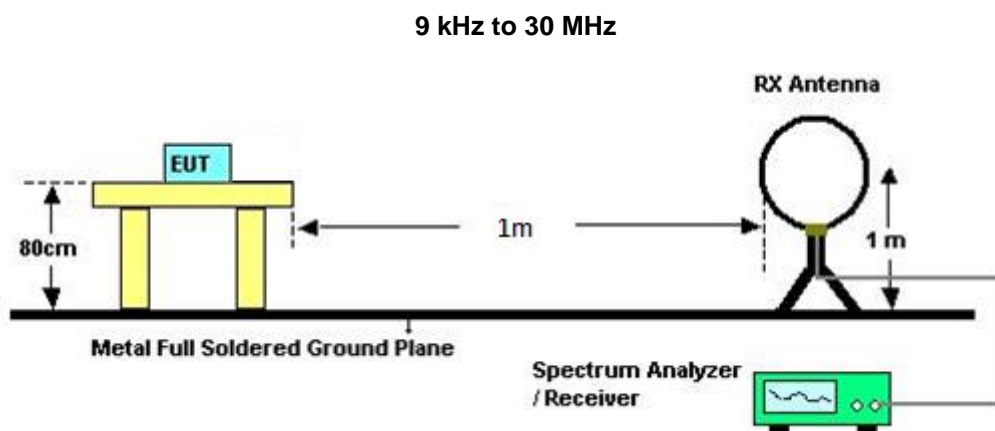 9 kHz to 30 MHz
RX Antenna
EUT
80cm
1m
1 m
Metal Full Soldered Ground Plane
Spectrum Analyzer
/ Receiver